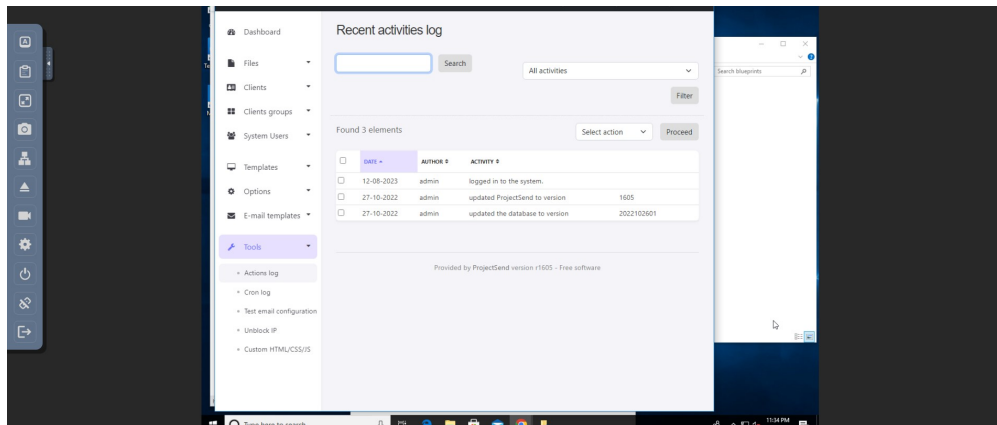 Dashboard
Files
Clients
Clients groups
System Users
Templates
Options
E-mail templates
Tools
Actions log
Cron log
Test email configuration
Unblock IP
Custom HTML/CSS/JS
Recent activities log
Search
All activities
Filter
Found 3 elements
Select action
Proceed
DATE AUTHOR ACTIVITY
12-08-2023 admin logged in to the system.
27-10-2022 admin updated ProjectSend to version 1605
27-10-2022 admin updated the database to version 2022102601
Provided by ProjectSend version r1605 - Free software
Search blueprints
Type here to search
11:34 PM